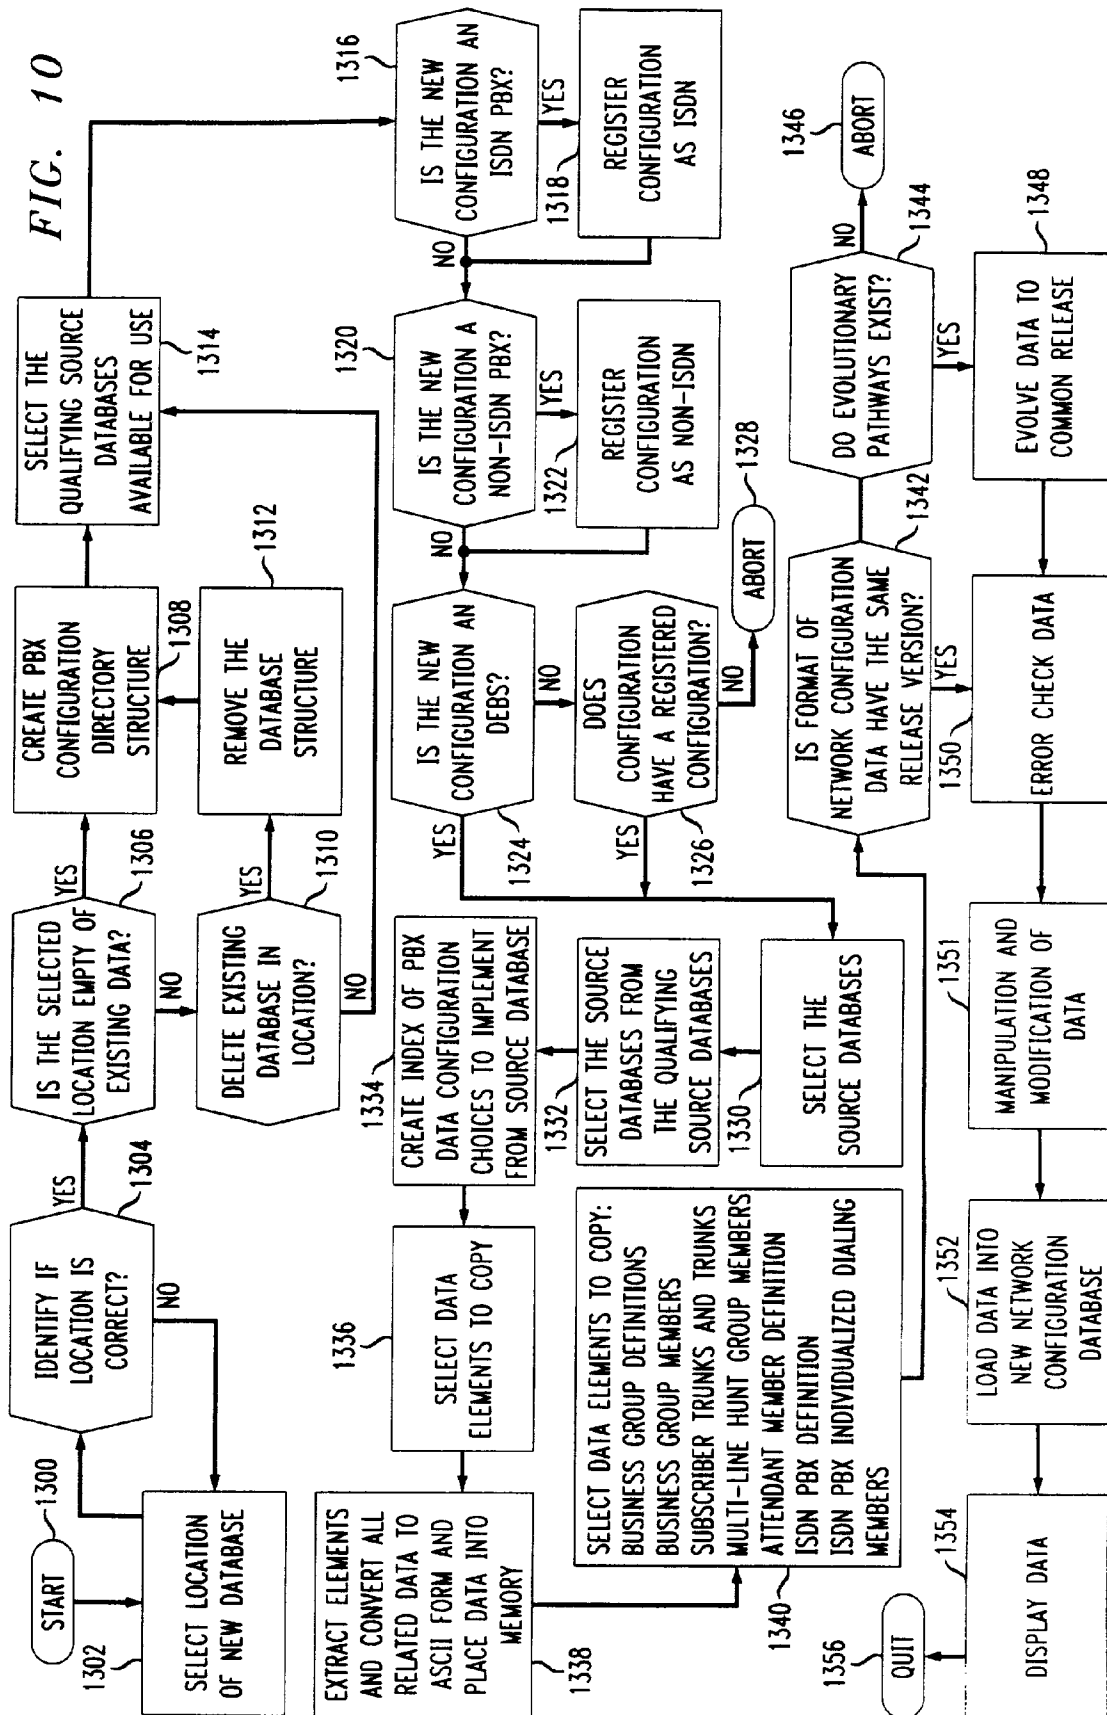 FIG. 10
START
1300
SELECT LOCATION
OF NEW DATABASE
1302
IDENTIFY IF
LOCATION IS
CORRECT?
1304
YES
NO
IS THE SELECTED
LOCATION EMPTY OF
EXISTING DATA?
1306
YES
NO
CREATE PBX
CONFIGURATION
DIRECTORY
STRUCTURE
1308
DELETE EXISTING
DATABASE IN
LOCATION?
1310
YES
NO
REMOVE THE
DATABASE
STRUCTURE
1312
SELECT THE
QUALIFYING SOURCE
DATABASES
AVAILABLE FOR USE
1314
IS THE NEW
CONFIGURATION AN
ISDN PBX?
1316
NO
YES
1318
REGISTER
CONFIGURATION
AS ISDN
IS THE NEW
CONFIGURATION A
NON-ISDN PBX?
1320
NO
YES
1322
REGISTER
CONFIGURATION
AS NON-ISDN
IS THE NEW
CONFIGURATION AN
DEBS?
1324
YES
NO
DOES
CONFIGURATION
HAVE A REGISTERED
CONFIGURATION?
1326
YES
NO
ABORT
1328
SELECT THE
SOURCE DATABASES
1330
SELECT THE SOURCE
DATABASES FROM
THE QUALIFYING
SOURCE DATABASES
1332
CREATE INDEX OF PBX
DATA CONFIGURATION
CHOICES TO IMPLEMENT
FROM SOURCE DATABASE
1334
SELECT DATA
ELEMENTS TO COPY
1336
EXTRACT ELEMENTS
AND CONVERT ALL
RELATED DATA TO
ASCII FORM AND
PLACE DATA INTO
MEMORY
1338
SELECT DATA ELEMENTS TO COPY:
BUSINESS GROUP DEFINITIONS
BUSINESS GROUP MEMBERS
SUBSCRIBER TRUNKS AND TRUNKS
MULTI-LINE HUNT GROUP MEMBERS
ATTENDANT MEMBER DEFINITION
ISDN PBX DEFINITION
ISDN PBX INDIVIDUALIZED DIALING
MEMBERS
1340
IS FORMAT OF
NETWORK CONFIGURATION
DATA HAVE THE SAME
RELEASE VERSION?
1342
YES
DO EVOLUTIONARY
PATHWAYS EXIST?
1344
NO
YES
ABORT
1346
EVOLVE DATA TO
COMMON RELEASE
1348
ERROR CHECK DATA
1350
MANIPULATION AND
MODIFICATION OF
DATA
1351
LOAD DATA INTO
NEW NETWORK
CONFIGURATION
DATABASE
1352
DISPLAY DATA
1354
QUIT
1356